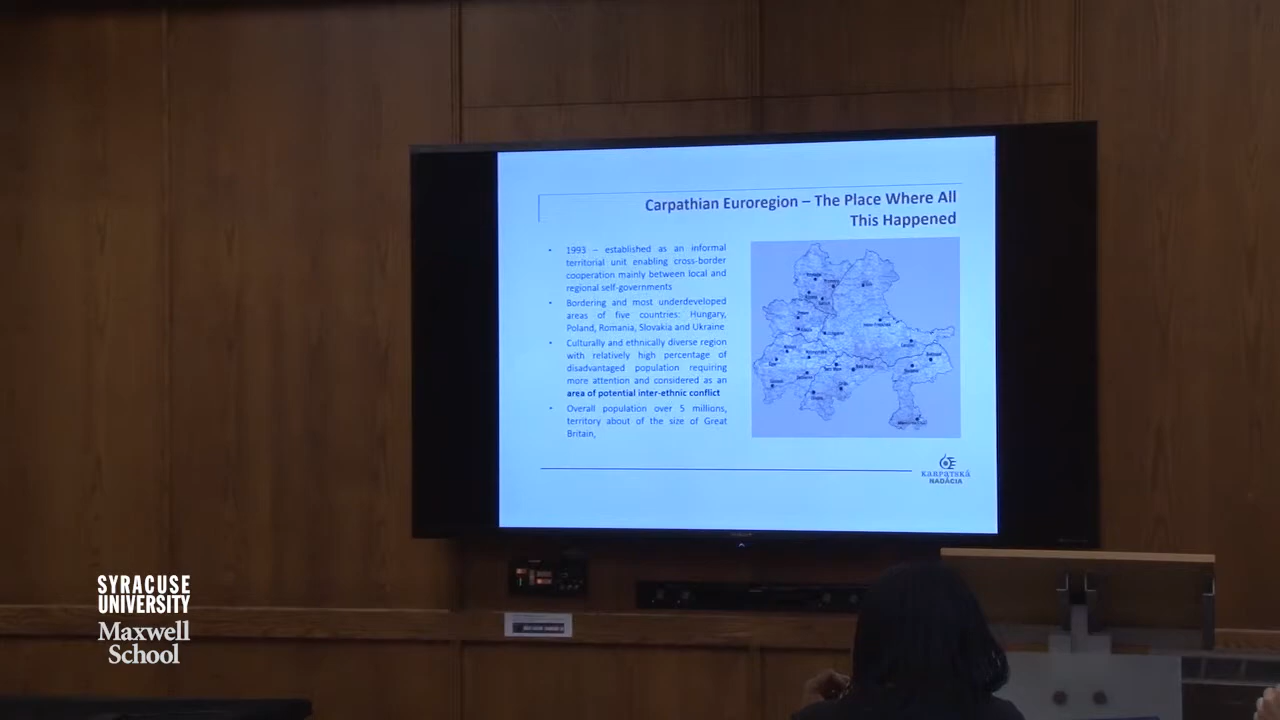 Carpathian Euroregion – The Place Where All
This Happened
• 1993 – established as an informal
territorial unit enabling cross-border
cooperation mainly between local and
regional self-governments
• Bordering and most underdeveloped
areas of five countries: Hungary,
Poland, Romania, Slovakia and Ukraine
• Culturally and ethnically diverse region
with relatively high percentage of
disadvantaged population requiring
more attention and considered as an
area of potential inter-ethnic conflict
• Overall population over 5 millions,
territory about of the size of Great
Britain,
KARPATSKÁ
NADÁCIA
SYRACUSE
UNIVERSITY
Maxwell
School